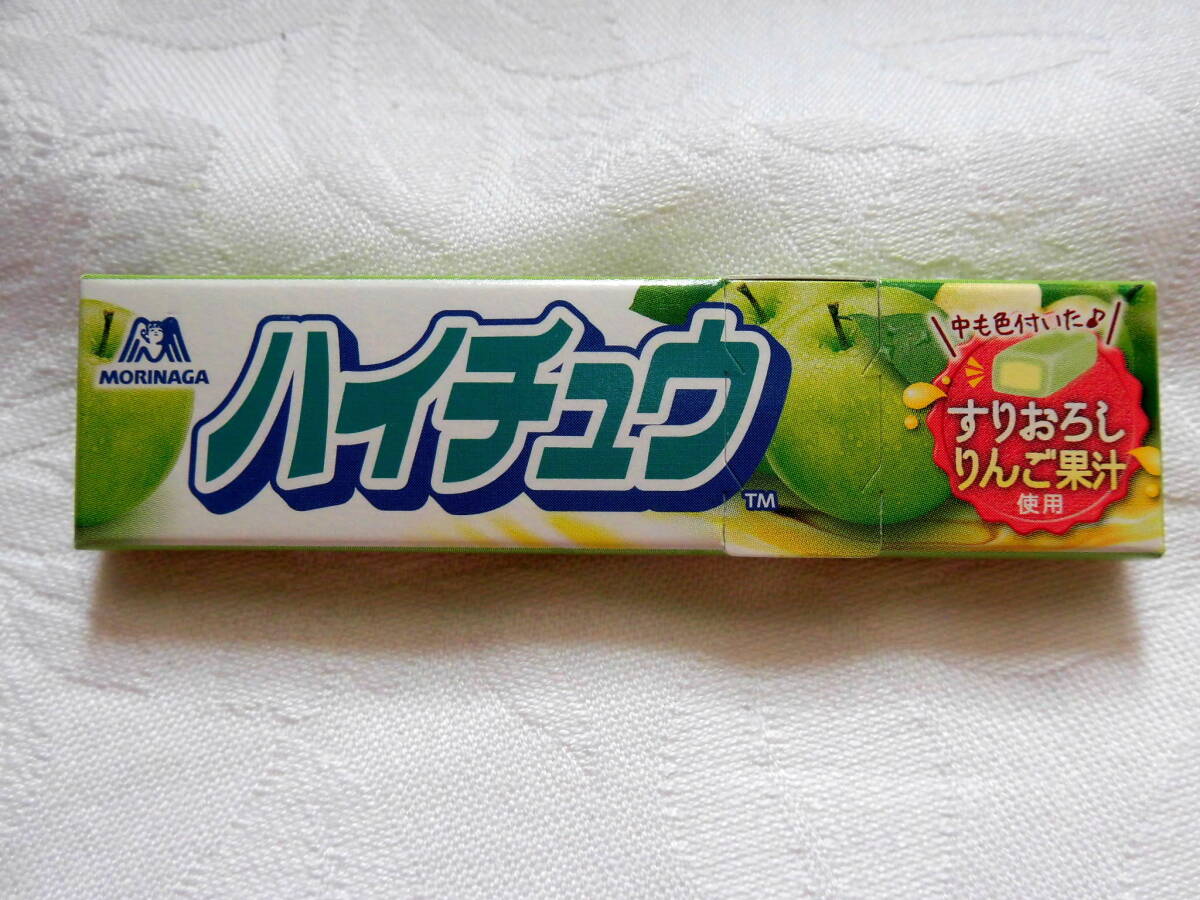 MORINAGA
ハイチュウ
TM
中も色付いた♪
すりおろし
りんご果汁
使用